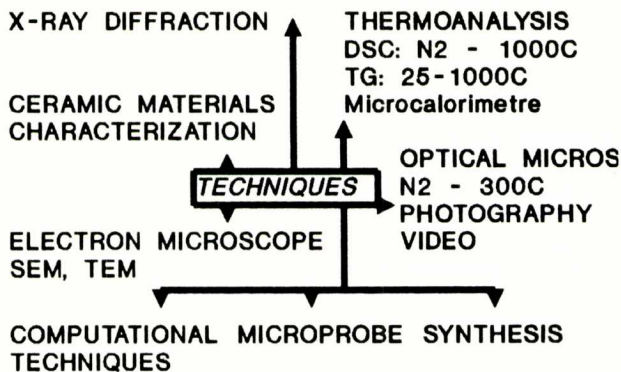 X-RAY DIFFRACTION
THERMOANALYSIS
DSC: N2 - 1000C
TG: 25-1000C
Microcalorimetre
CERAMIC MATERIALS
CHARACTERIZATION
TECHNIQUES
OPTICAL MICROS
N2 - 300C
PHOTOGRAPHY
VIDEO
ELECTRON MICROSCOPE
SEM, TEM
COMPUTATIONAL MICROPROBE SYNTHESIS
TECHNIQUES